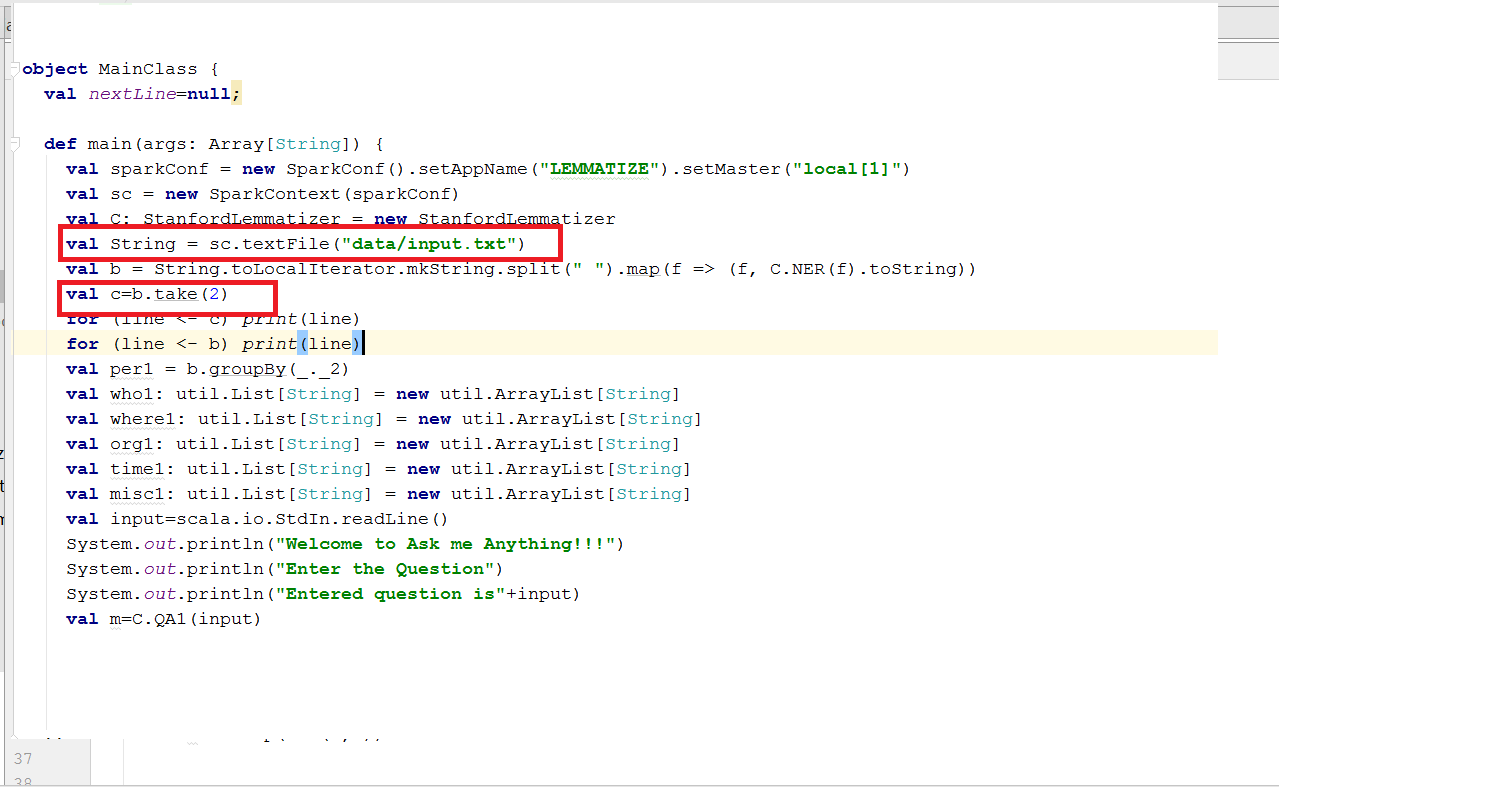 object MainClass {
val nextLine=null;
def main(args: Array[String]) {
val sparkConf = new SparkConf().setAppName("LEMMATIZE").setMaster("local[1]")
val sc = new SparkContext(sparkConf)
val C: StanfordLemmatizer = new StanfordLemmatizer
val String = sc.textFile("data/input.txt")
val b = String.toLocalIterator.mkString.split(" ").map(f => (f, C.NER(f).toString))
val c=b.take(2)
for (line <- c) print(line)
for (line <- b) print(line)
val per1 = b.groupBy(_._2)
val who1: util.List[String] = new util.ArrayList[String]
val where1: util.List[String] = new util.ArrayList[String]
val org1: util.List[String] = new util.ArrayList[String]
val time1: util.List[String] = new util.ArrayList[String]
val misc1: util.List[String] = new util.ArrayList[String]
val input=scala.io.StdIn.readLine()
System.out.println("Welcome to Ask me Anything!!!")
System.out.println("Enter the Question")
System.out.println("Entered question is"+input)
val m=C.QA1(input)
37
38